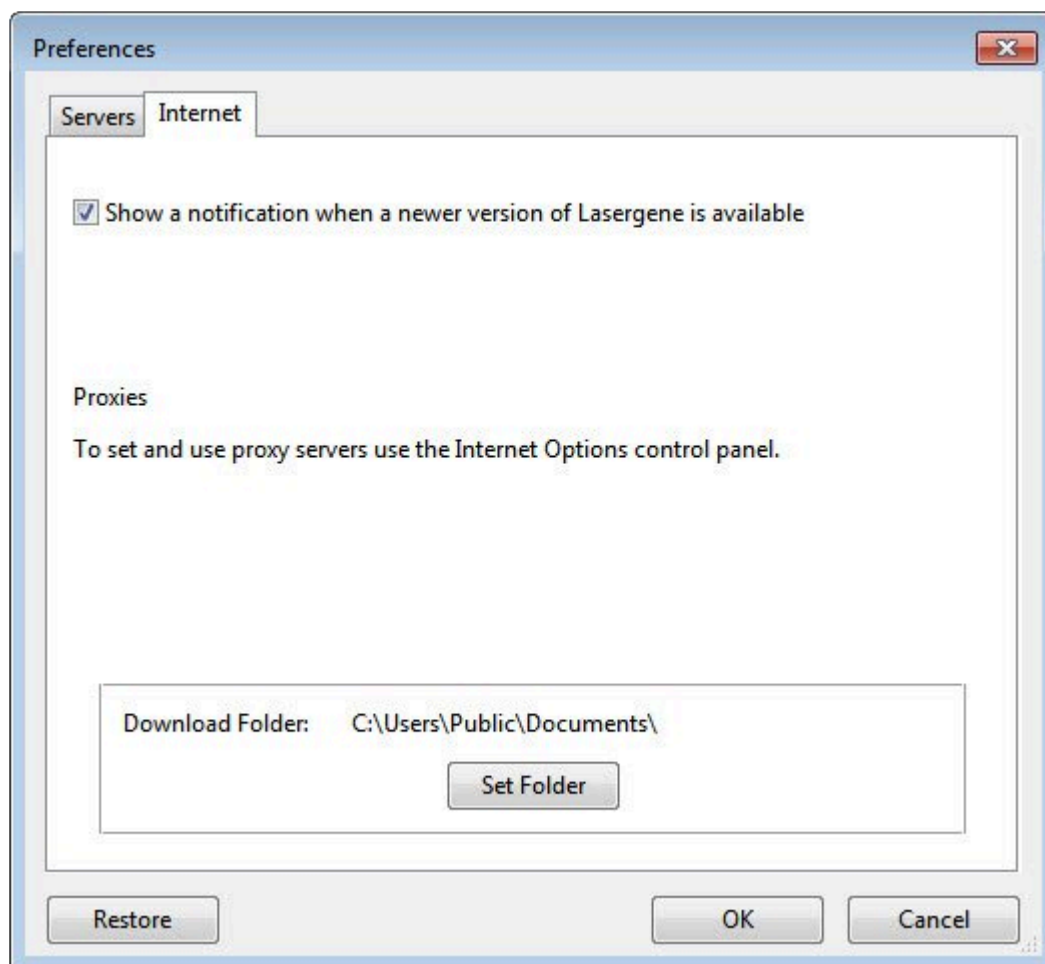 Preferences
Servers
Internet
Show a notification when a newer version of Lasergene is available
Proxies
To set and use proxy servers use the Internet Options control panel.
Download Folder: C:\Users\Public\Documents\
Set Folder
Restore
OK
Cancel